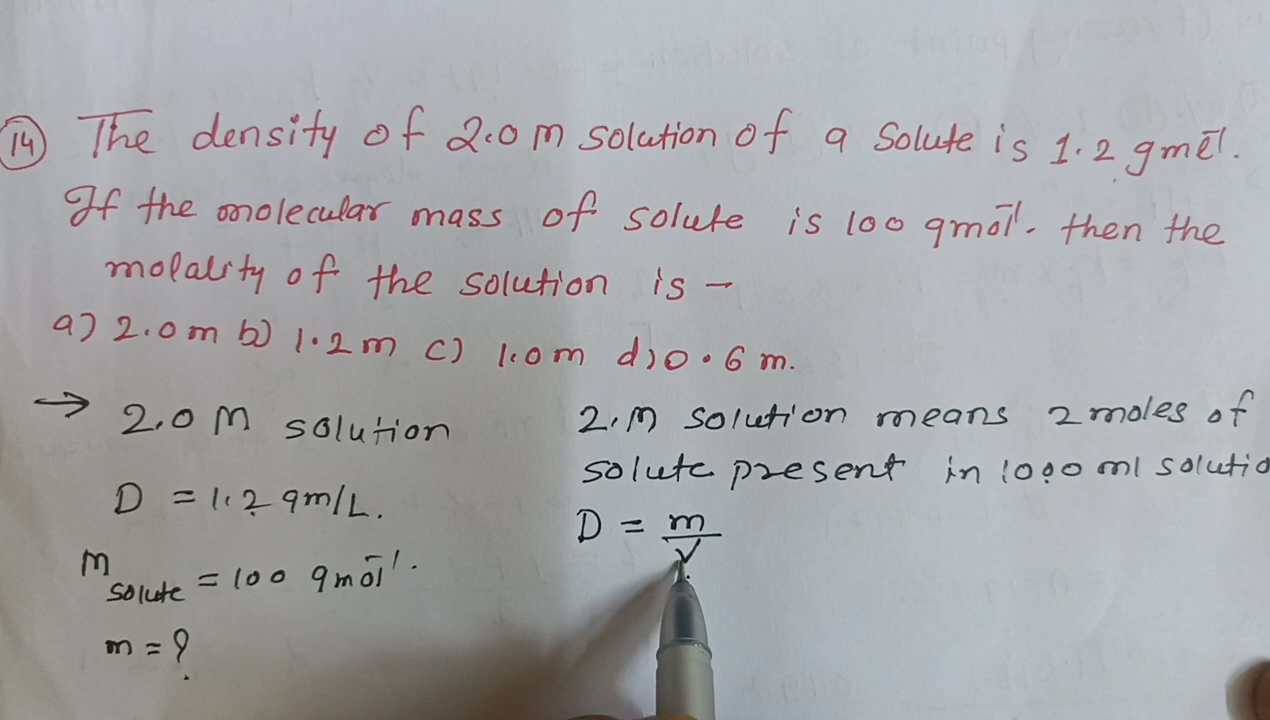 14 The density of 2.0 m solution of a Solute is 1.2 gml⁻¹.
If the molecular mass of solute is 100 gmol⁻¹. then the
molality of the solution is –
a) 2.0 m b) 1.2 m c) 1.0 m d) 0.6 m.
→ 2.0 M solution
D = 1.2 gm/L.
M solute = 100 gmol⁻¹.
m = ?
2.M solution means 2 moles of
solute present in 1000 ml solutio
D = m/V